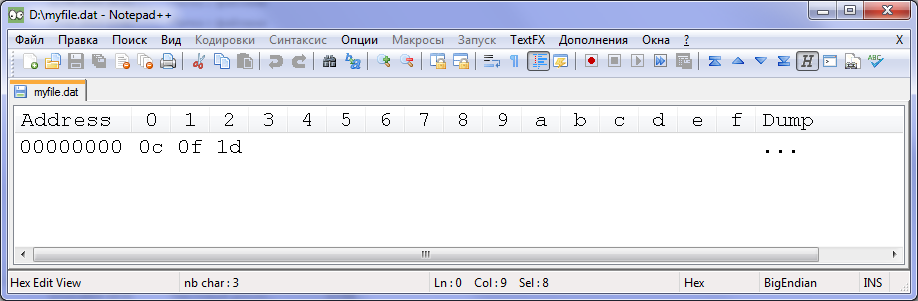 D:\myfile.dat - Notepad++
Файл Правка Поиск Вид Кодировки Синтаксис Опции Макросы Запуск TextFX Дополнения Окна ? X
H ABC
myfile.dat
Address 0 1 2 3 4 5 6 7 8 9 a b c d e f Dump
00000000 0c 0f 1d ...
Hex Edit View nb char : 3 Ln : 0 Col : 9 Sel : 8 Hex BigEndian INS